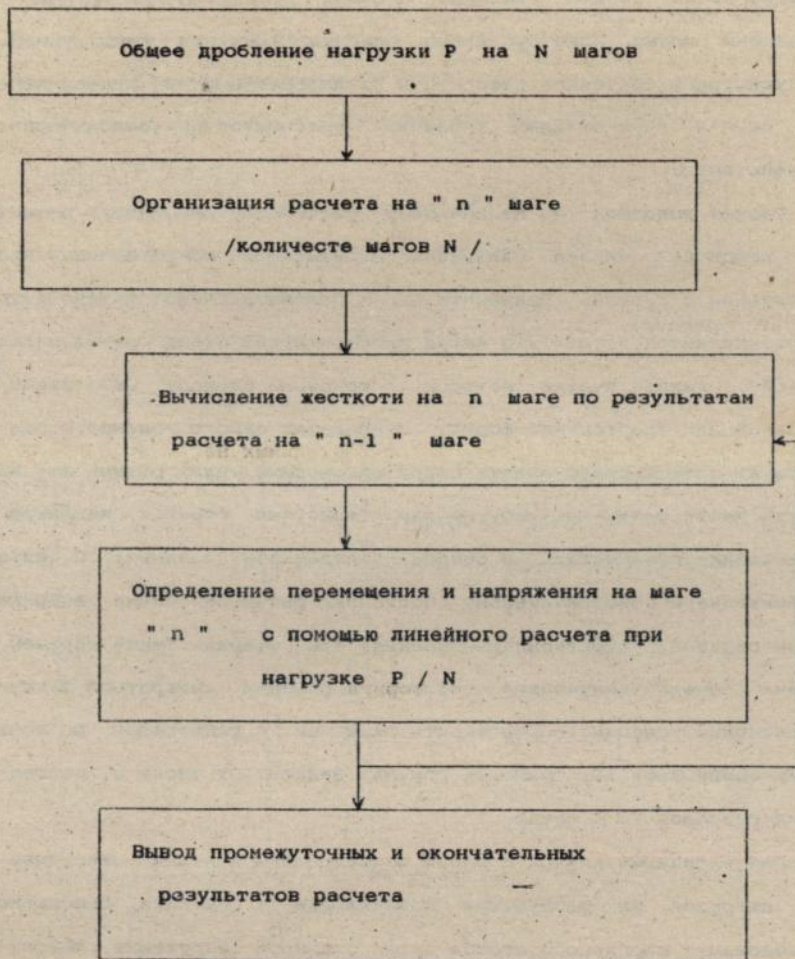 Общее дробление нагрузки P на N шагов
Организация расчета на " n " шаге
/количесте шагов N /
Вычисление жесткоти на n шаге по результатам
расчета на " n-1 " шаге
Определение перемещения и напряжения на шаге
" n " с помощью линейного расчета при
нагрузке P / N
Вывод промежуточных и окончательных
результатов расчета